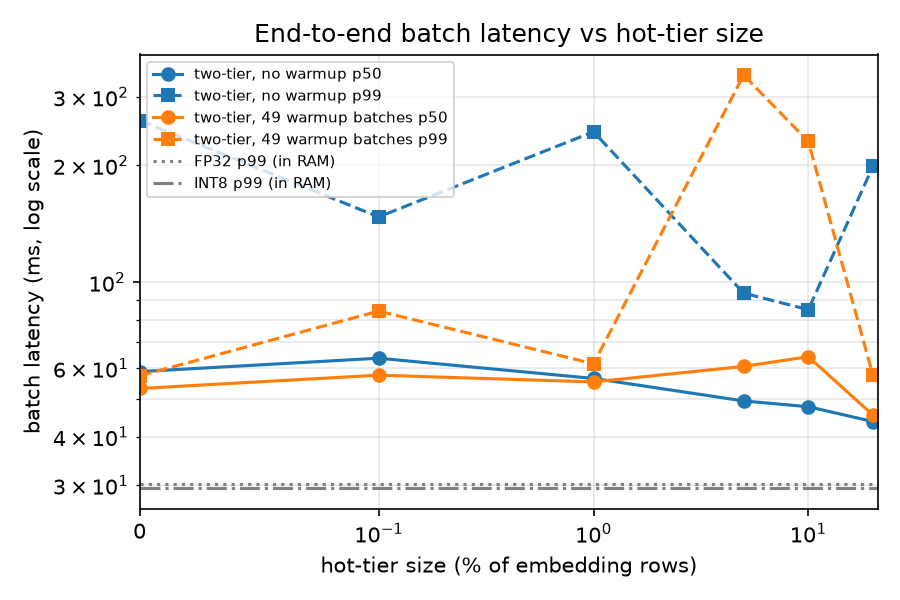 End-to-end batch latency vs hot-tier size
batch latency (ms, log scale)
3 × 10²
2 × 10²
10²
6 × 10¹
4 × 10¹
3 × 10¹
two-tier, no warmup p50
two-tier, no warmup p99
two-tier, 49 warmup batches p50
two-tier, 49 warmup batches p99
FP32 p99 (in RAM)
INT8 p99 (in RAM)
0
10⁻¹
10⁰
10¹
hot-tier size (% of embedding rows)